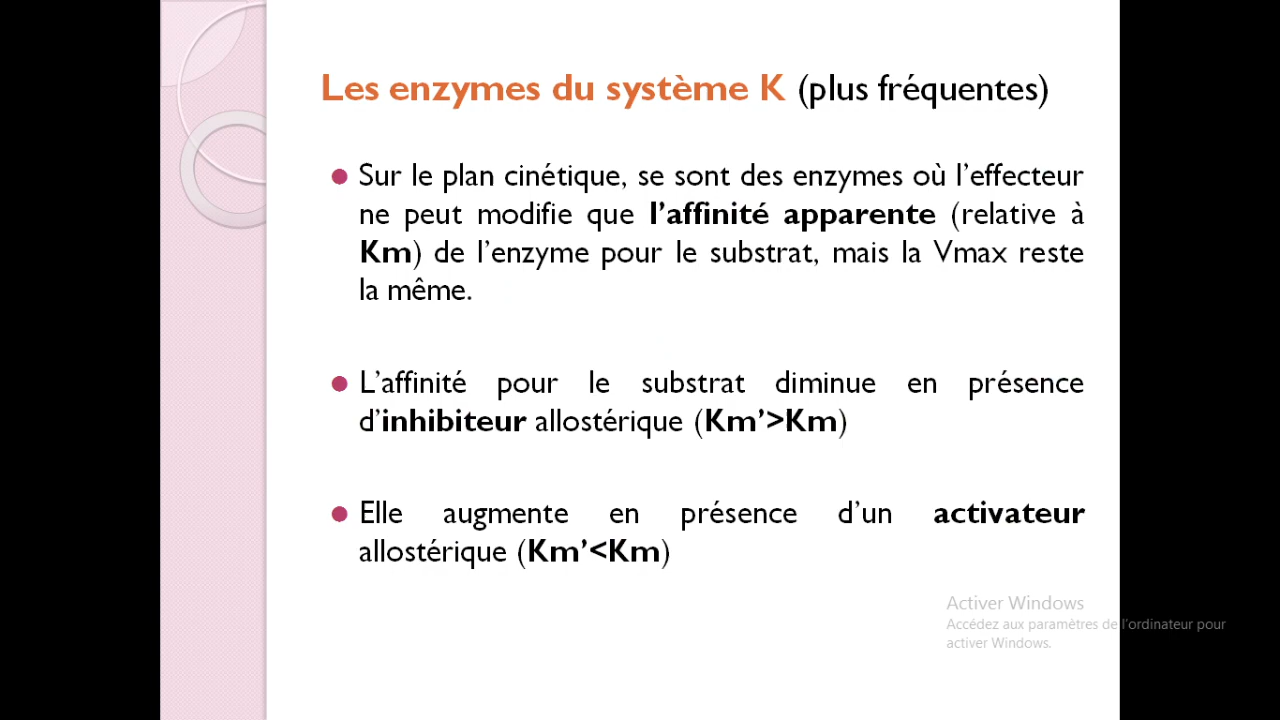 Les enzymes du système K (plus fréquentes)
Sur le plan cinétique, se sont des enzymes où l’effecteur
ne peut modifie que l’affinité apparente (relative à
Km) de l’enzyme pour le substrat, mais la Vmax reste
la même.
L’affinité pour le substrat diminue en présence
d’inhibiteur allostérique (Km’>Km)
Elle augmente en présence d’un activateur
allostérique (Km’<Km)
Activer Windows
Accédez aux paramètres de l'ordinateur pour
activer Windows.